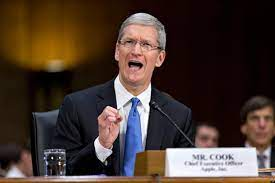 MR. COOK
Chief Executive Officer
Apple, Inc.